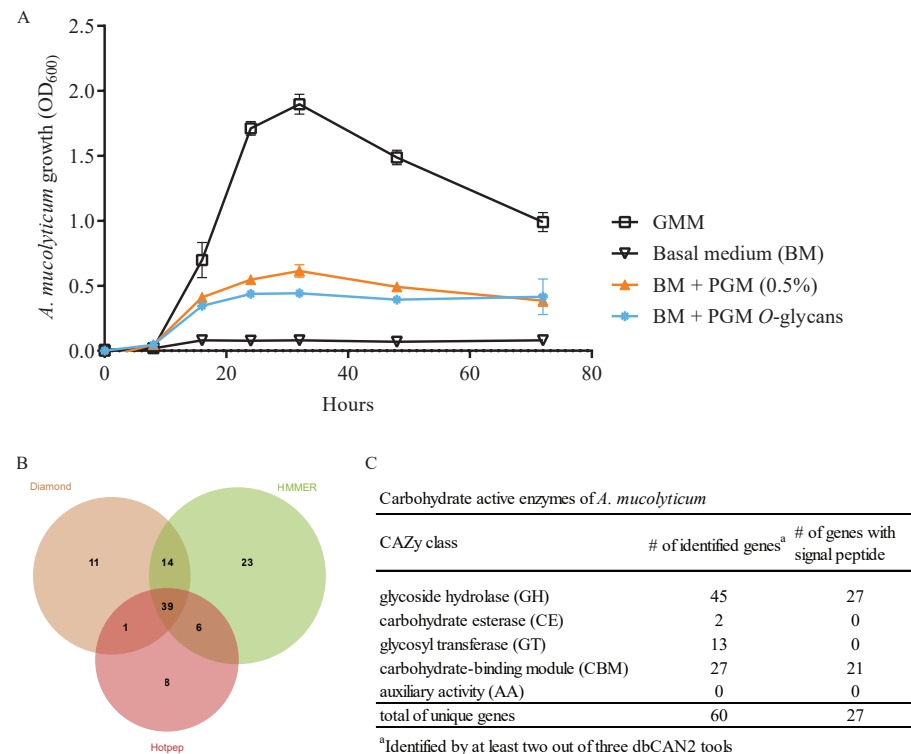 A
A. mucolyticum growth (OD600)
2.5
2.0
1.5
1.0
0.5
0.0
0 20 40 60 80
Hours
GMM
Basal medium (BM)
BM + PGM (0.5%)
BM + PGM O-glycans
B
Diamond
HMMER
11
14
23
39
1
6
8
Hotpep
C
Carbohydrate active enzymes of A. mucolyticum
CAZy class # of identified genesa # of genes with
signal peptide
glycoside hydrolase (GH) 45 27
carbohydrate esterase (CE) 2 0
glycosyl transferase (GT) 13 0
carbohydrate-binding module (CBM) 27 21
auxiliary activity (AA) 0 0
total of unique genes 60 27
aIdentified by at least two out of three dbCAN2 tools